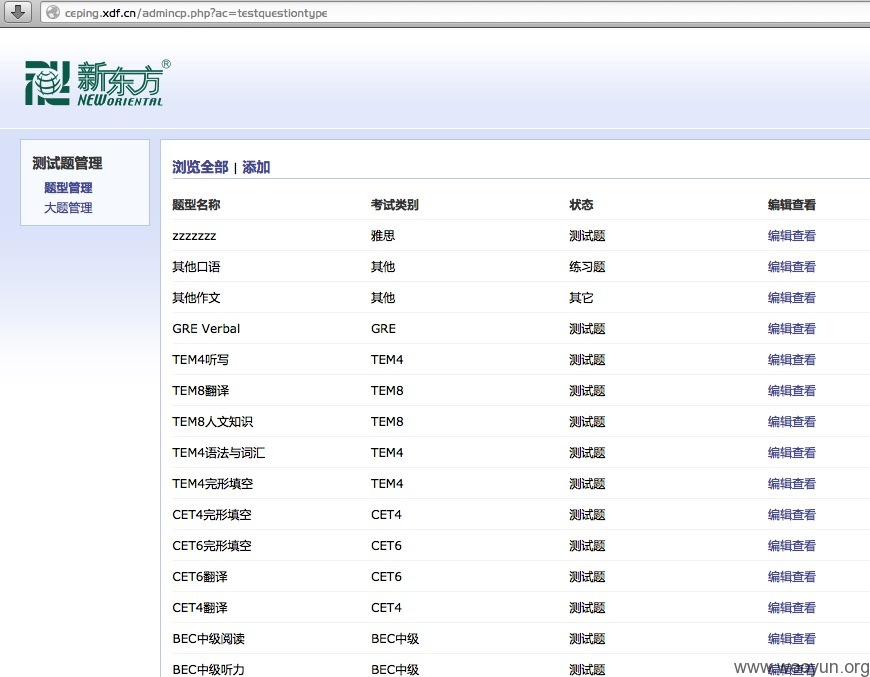 ceping.xdf.cn/admincp.php?ac=testquestiontype
新东方®
NEW ORIENTAL
测试题管理
题型管理
大题管理
浏览全部 | 添加
题型名称 考试类别 状态 编辑查看
zzzzzzz 雅思 测试题 编辑查看
其他口语 其他 练习题 编辑查看
其他作文 其他 其它 编辑查看
GRE Verbal GRE 测试题 编辑查看
TEM4听写 TEM4 测试题 编辑查看
TEM8翻译 TEM8 测试题 编辑查看
TEM8人文知识 TEM8 测试题 编辑查看
TEM4语法与词汇 TEM4 测试题 编辑查看
TEM4完形填空 TEM4 测试题 编辑查看
CET4完形填空 CET4 测试题 编辑查看
CET6完形填空 CET6 测试题 编辑查看
CET6翻译 CET6 测试题 编辑查看
CET4翻译 CET4 测试题 编辑查看
BEC中级阅读 BEC中级 测试题 编辑查看
BEC中级听力 BEC中级 测试题 编辑查看
www.wooyun.org